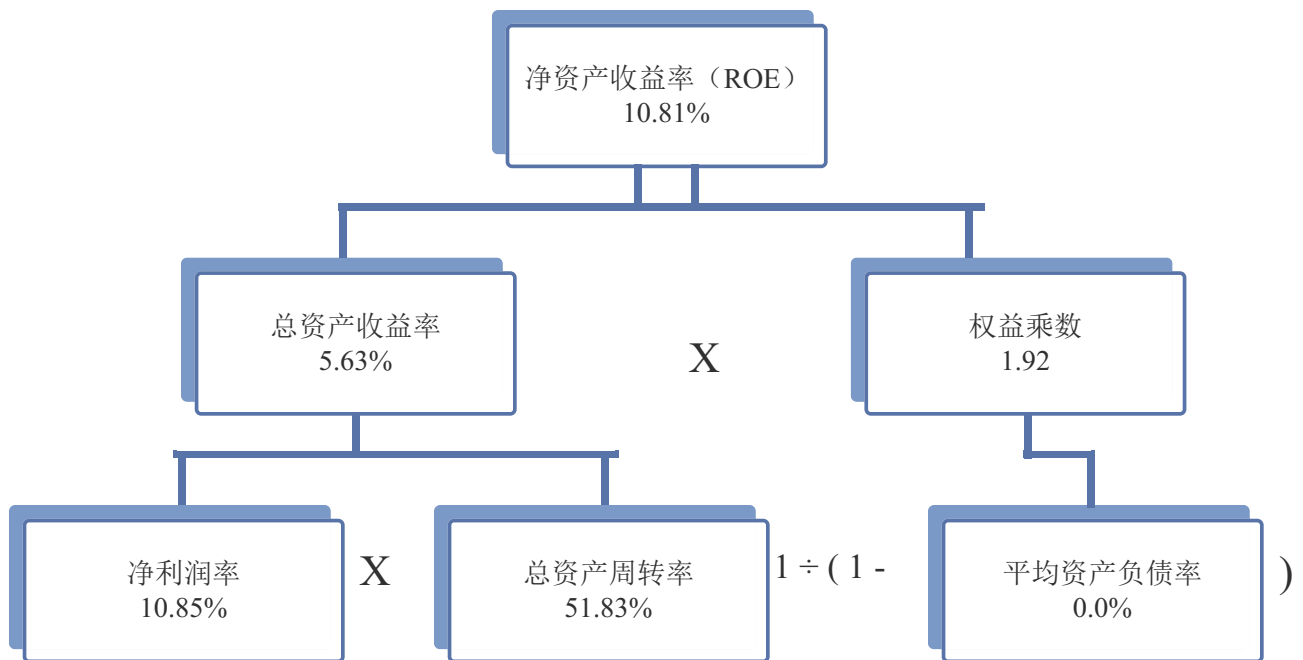 净资产收益率（ROE）
10.81%
总资产收益率
5.63%
X
权益乘数
1.92
净利润率
10.85%
X
总资产周转率
51.83%
1 ÷ ( 1 -
平均资产负债率
0.0%
)